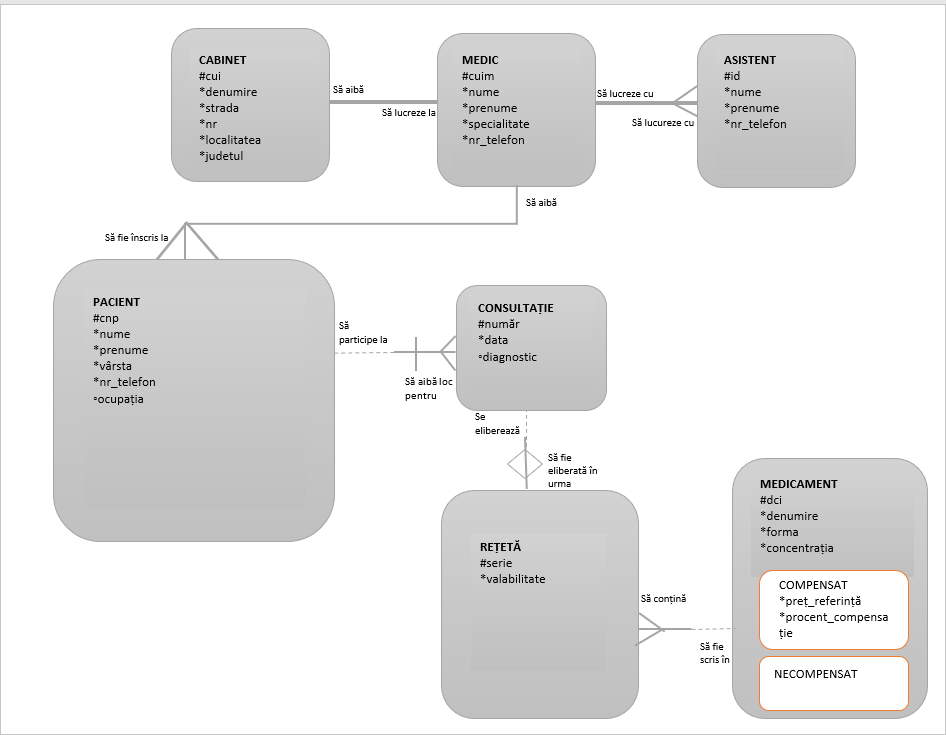 CABINET
#cui
*denumire
*strada
*nr
*localitatea
*judetul
Să aibă
Să lucreze la
MEDIC
#cuim
*nume
*prenume
*specialitate
*nr_telefon
Să lucreze cu
Să lucureze cu
ASISTENT
#id
*nume
*prenume
*nr_telefon
Să aibă
Să fie înscris la
PACIENT
#cnp
*nume
*prenume
*vârsta
*nr_telefon
◦ocupația
Să
participe la
Să aibă loc
pentru
CONSULTAȚIE
#număr
*data
◦diagnostic
Se
eliberează
Să fie
eliberată în
urma
REȚETĂ
#serie
*valabilitate
Să conțină
Să fie
scris în
MEDICAMENT
#dci
*denumire
*forma
*concentrația
COMPENSAT
*preț_referință
*procent_compensa
ție
NECOMPENSAT